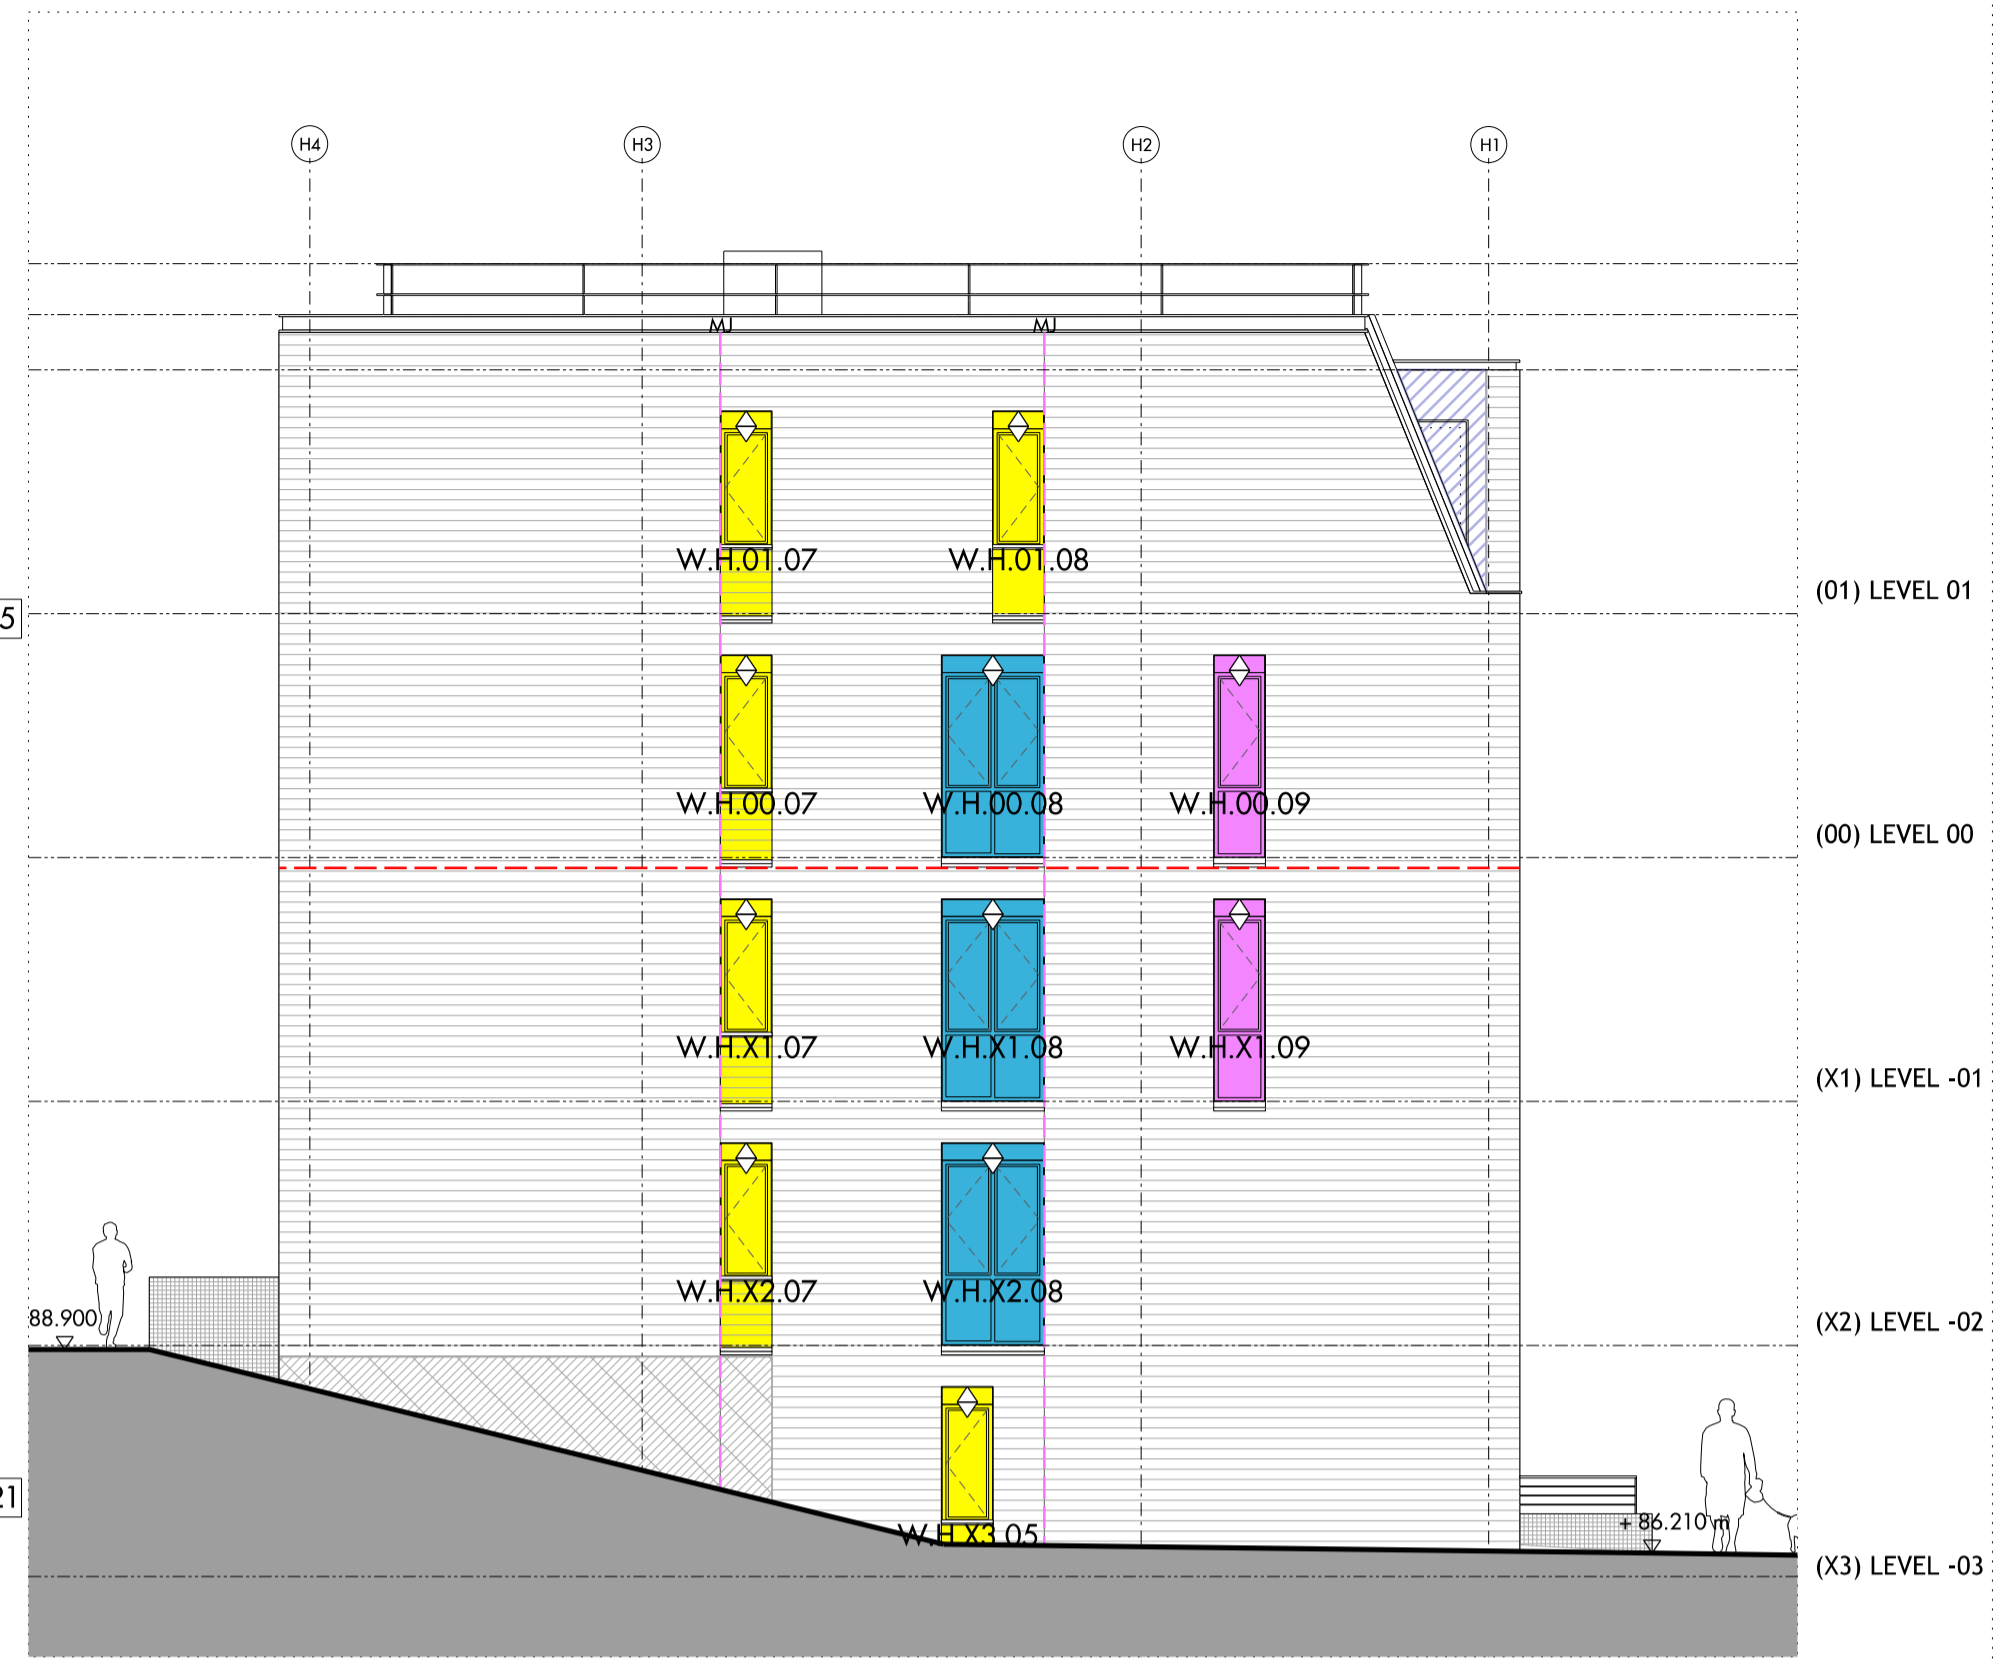 H4 H3 H2 H1
MJ MJ
W.H.01.07 W.H.01.08
(01) LEVEL 01
5
W.H.00.07 W.H.00.08 W.H.00.09
(00) LEVEL 00
W.H.X1.07 W.H.X1.08 W.H.X1.09
(X1) LEVEL -01
W.H.X2.07 W.H.X2.08
88.900
(X2) LEVEL -02
21
+ 86.210 m
W.H.X3.05
(X3) LEVEL -03